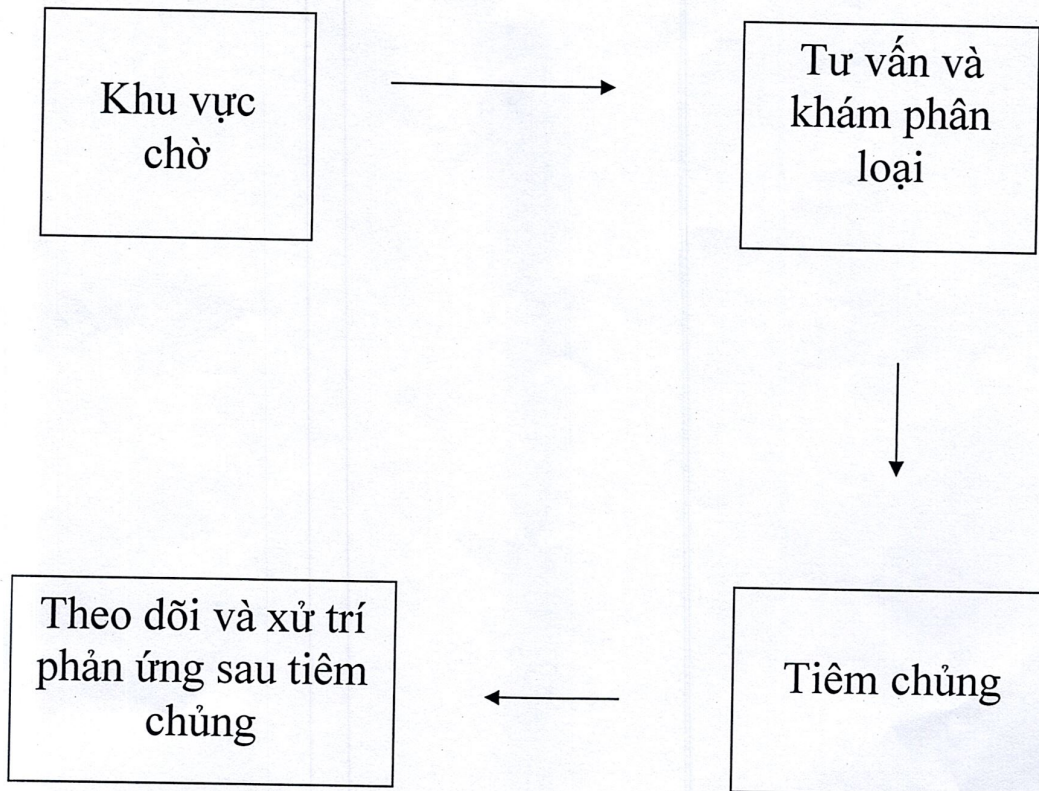 Khu vực
chờ
Tư vấn và
khám phân
loại
Theo dõi và xử trí
phản ứng sau tiêm
chủng
Tiêm chủng